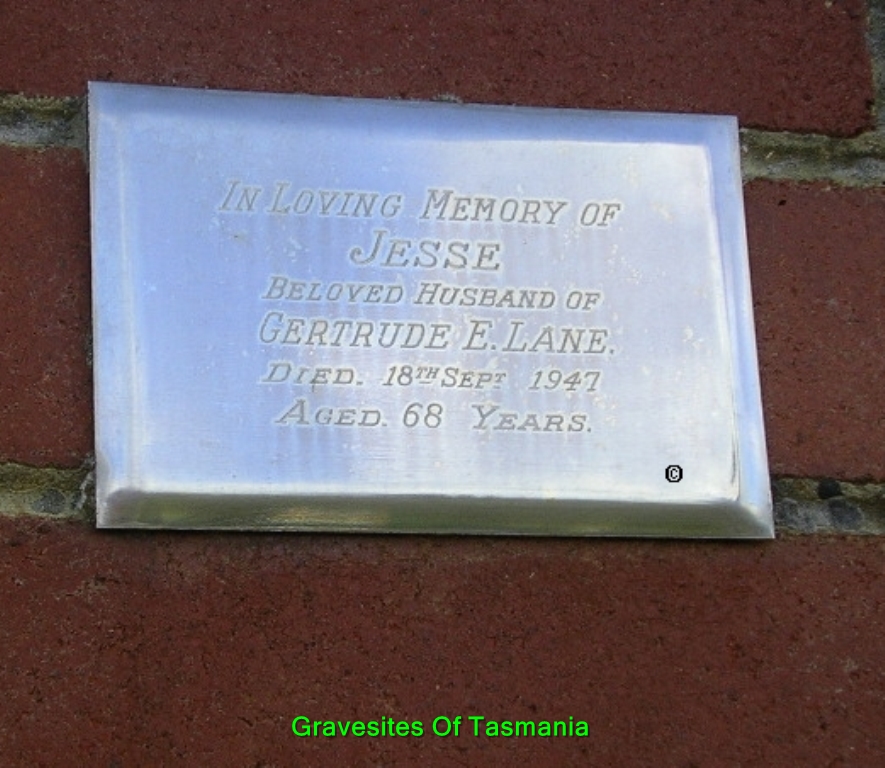 IN LOVING MEMORY OF
JESSE
BELOVED HUSBAND OF
GERTRUDE E. LANE.
DIED. 18TH SEPT 1947
AGED. 68 YEARS.
©
Gravesites Of Tasmania